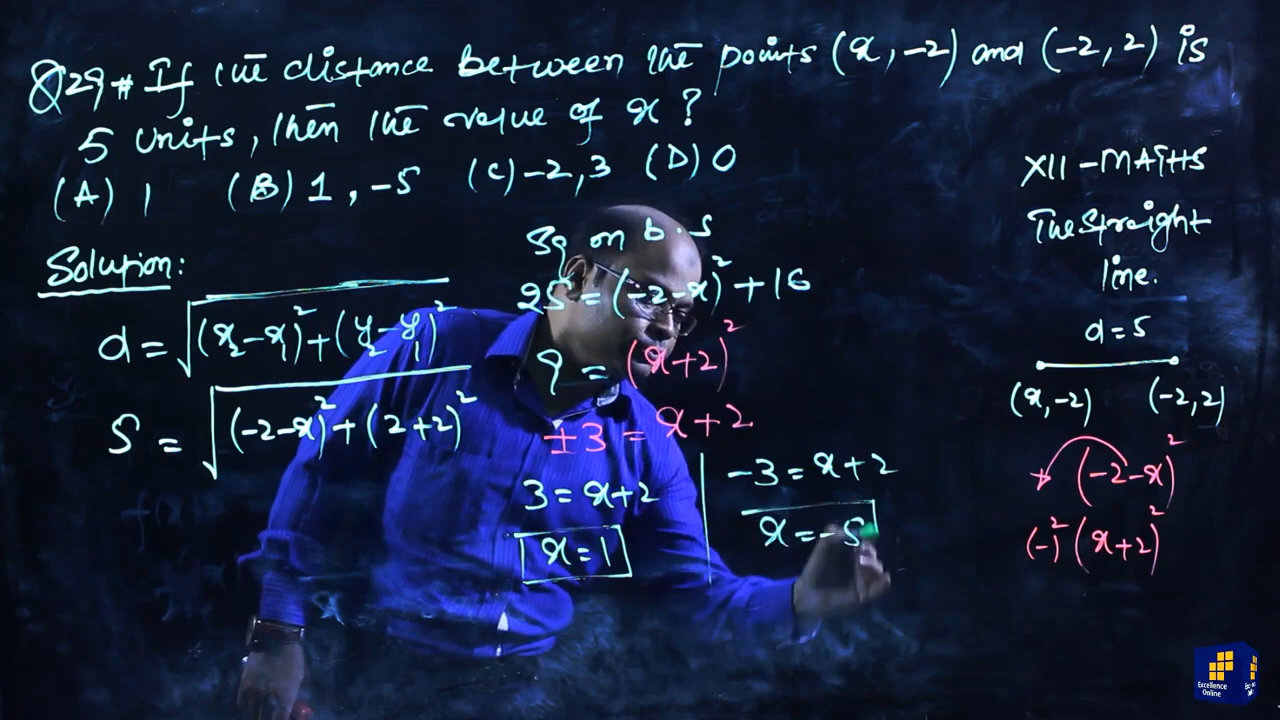 Q29# If the distance between the points (x, -2) and (-2, 2) is
5 units, then the value of x ?
(A) 1 (B) 1, -5 (C) -2, 3 (D) 0
Solution:
d = √(x₂-x₁)²+(y₂-y₁)²
5 = √(-2-x)²+(2+2)²
Sq on b.s
25 = (-2-x)² + 16
9 = (x+2)²
±3 = x+2
3 = x+2
x = 1
-3 = x+2
x = -5
XII - MATHS
The Straight
line.
d = 5
(x, -2) (-2, 2)
(-2-x)²
(-)² (x+2)²
Excellence
Online